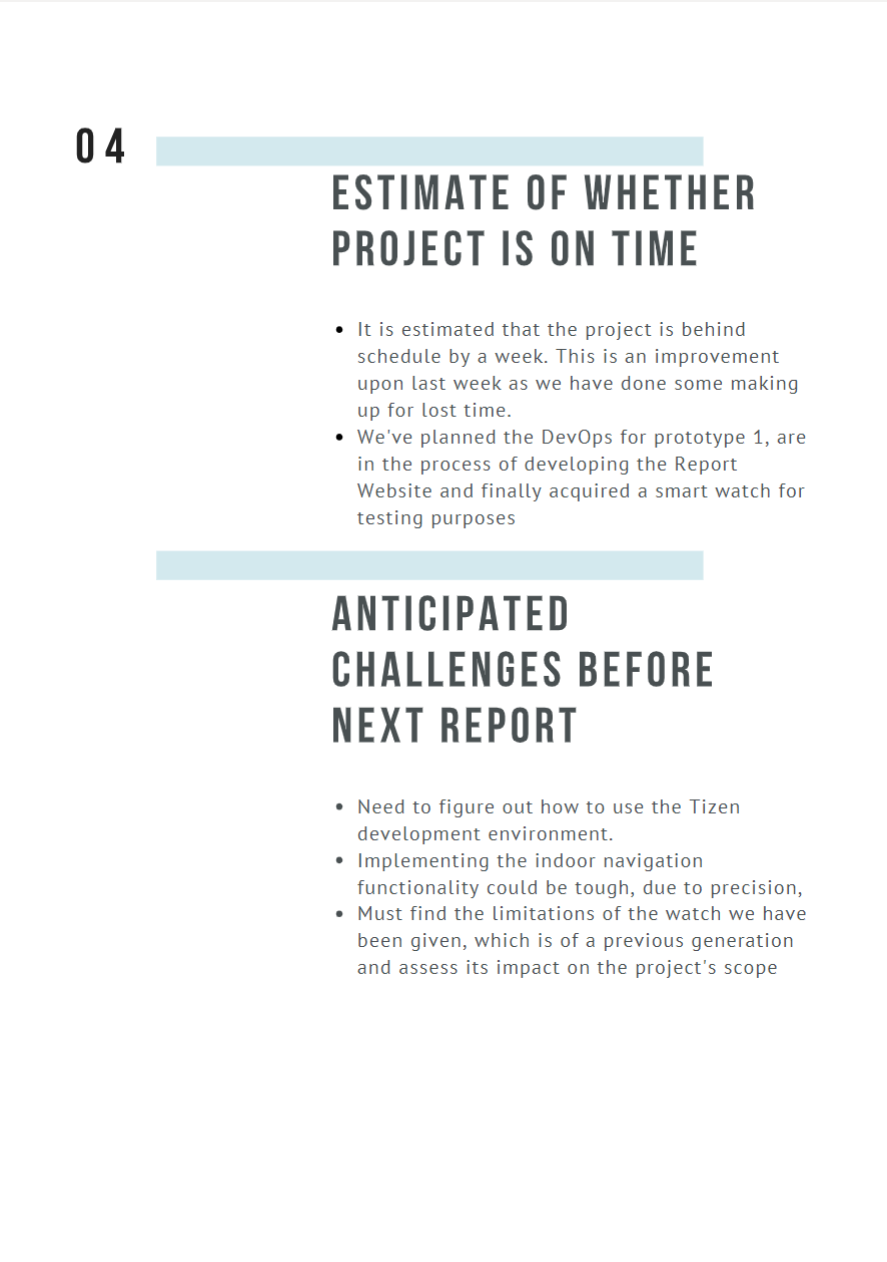 04
ESTIMATE OF WHETHER
PROJECT IS ON TIME
• It is estimated that the project is behind
schedule by a week. This is an improvement
upon last week as we have done some making
up for lost time.
• We've planned the DevOps for prototype 1, are
in the process of developing the Report
Website and finally acquired a smart watch for
testing purposes
ANTICIPATED
CHALLENGES BEFORE
NEXT REPORT
• Need to figure out how to use the Tizen
development environment.
• Implementing the indoor navigation
functionality could be tough, due to precision,
• Must find the limitations of the watch we have
been given, which is of a previous generation
and assess its impact on the project's scope